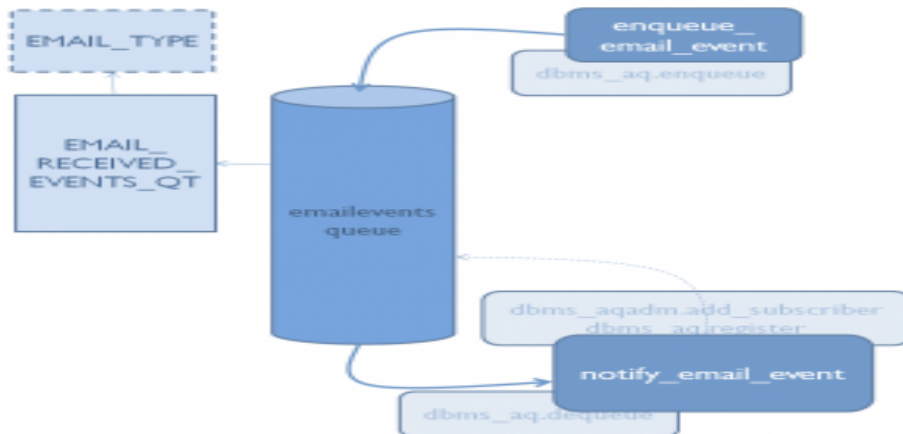 EMAIL_TYPE
enqueue_
email_event
dbms_aq.enqueue
EMAIL_
RECEIVED_
EVENTS_QT
emailevents
queue
dbms_aqadm.add_subscriber
dbms_aq.register
notify_email_event
dbms_aq.dequeue